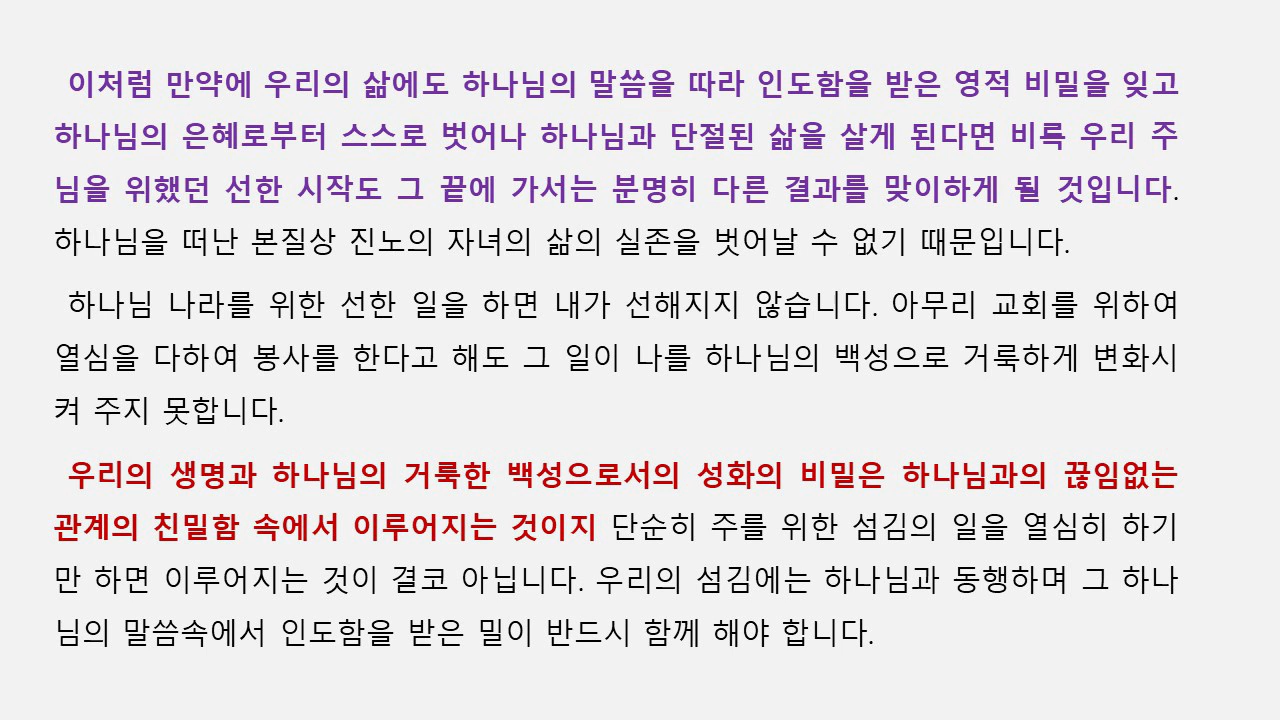 이처럼 만약에 우리의 삶에도 하나님의 말씀을 따라 인도함을 받은 영적 비밀을 잊고
하나님의 은혜로부터 스스로 벗어나 하나님과 단절된 삶을 살게 된다면 비록 우리 주
님을 위했던 선한 시작도 그 끝에 가서는 분명히 다른 결과를 맞이하게 될 것입니다.
하나님을 떠난 본질상 진노의 자녀의 삶의 실존을 벗어날 수 없기 때문입니다.
하나님 나라를 위한 선한 일을 하면 내가 선해지지 않습니다. 아무리 교회를 위하여
열심을 다하여 봉사를 한다고 해도 그 일이 나를 하나님의 백성으로 거룩하게 변화시
켜 주지 못합니다.
우리의 생명과 하나님의 거룩한 백성으로서의 성화의 비밀은 하나님과의 끊임없는
관계의 친밀함 속에서 이루어지는 것이지 단순히 주를 위한 섬김의 일을 열심히 하기
만 하면 이루어지는 것이 결코 아닙니다. 우리의 섬김에는 하나님과 동행하며 그 하나
님의 말씀속에서 인도함을 받은 밀이 반드시 함께 해야 합니다.